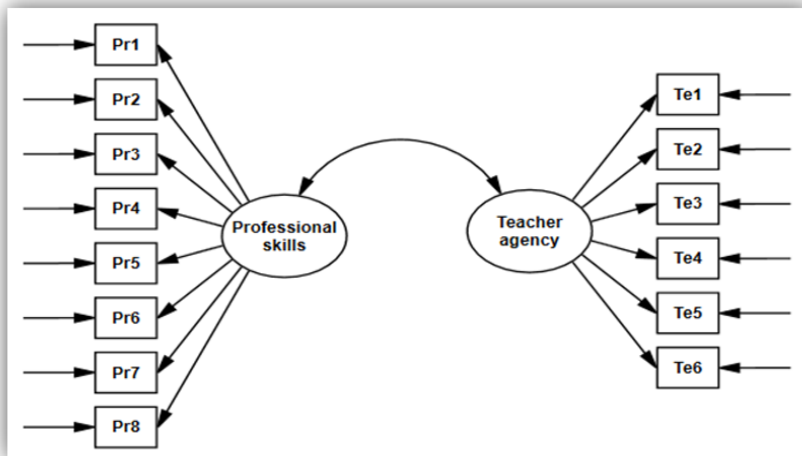 Pr1
Pr2
Pr3
Pr4
Pr5
Pr6
Pr7
Pr8
Professional
skills
Teacher
agency
Te1
Te2
Te3
Te4
Te5
Te6